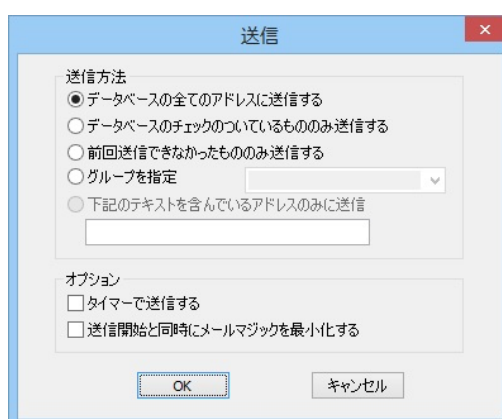 送信
送信方法
データベースの全てのアドレスに送信する
データベースのチェックのついているもののみ送信する
前回送信できなかったもののみ送信する
グループを指定
下記のテキストを含んでいるアドレスのみに送信
オプション
タイマーで送信する
送信開始と同時にメールマジックを最小化する
OK キャンセル